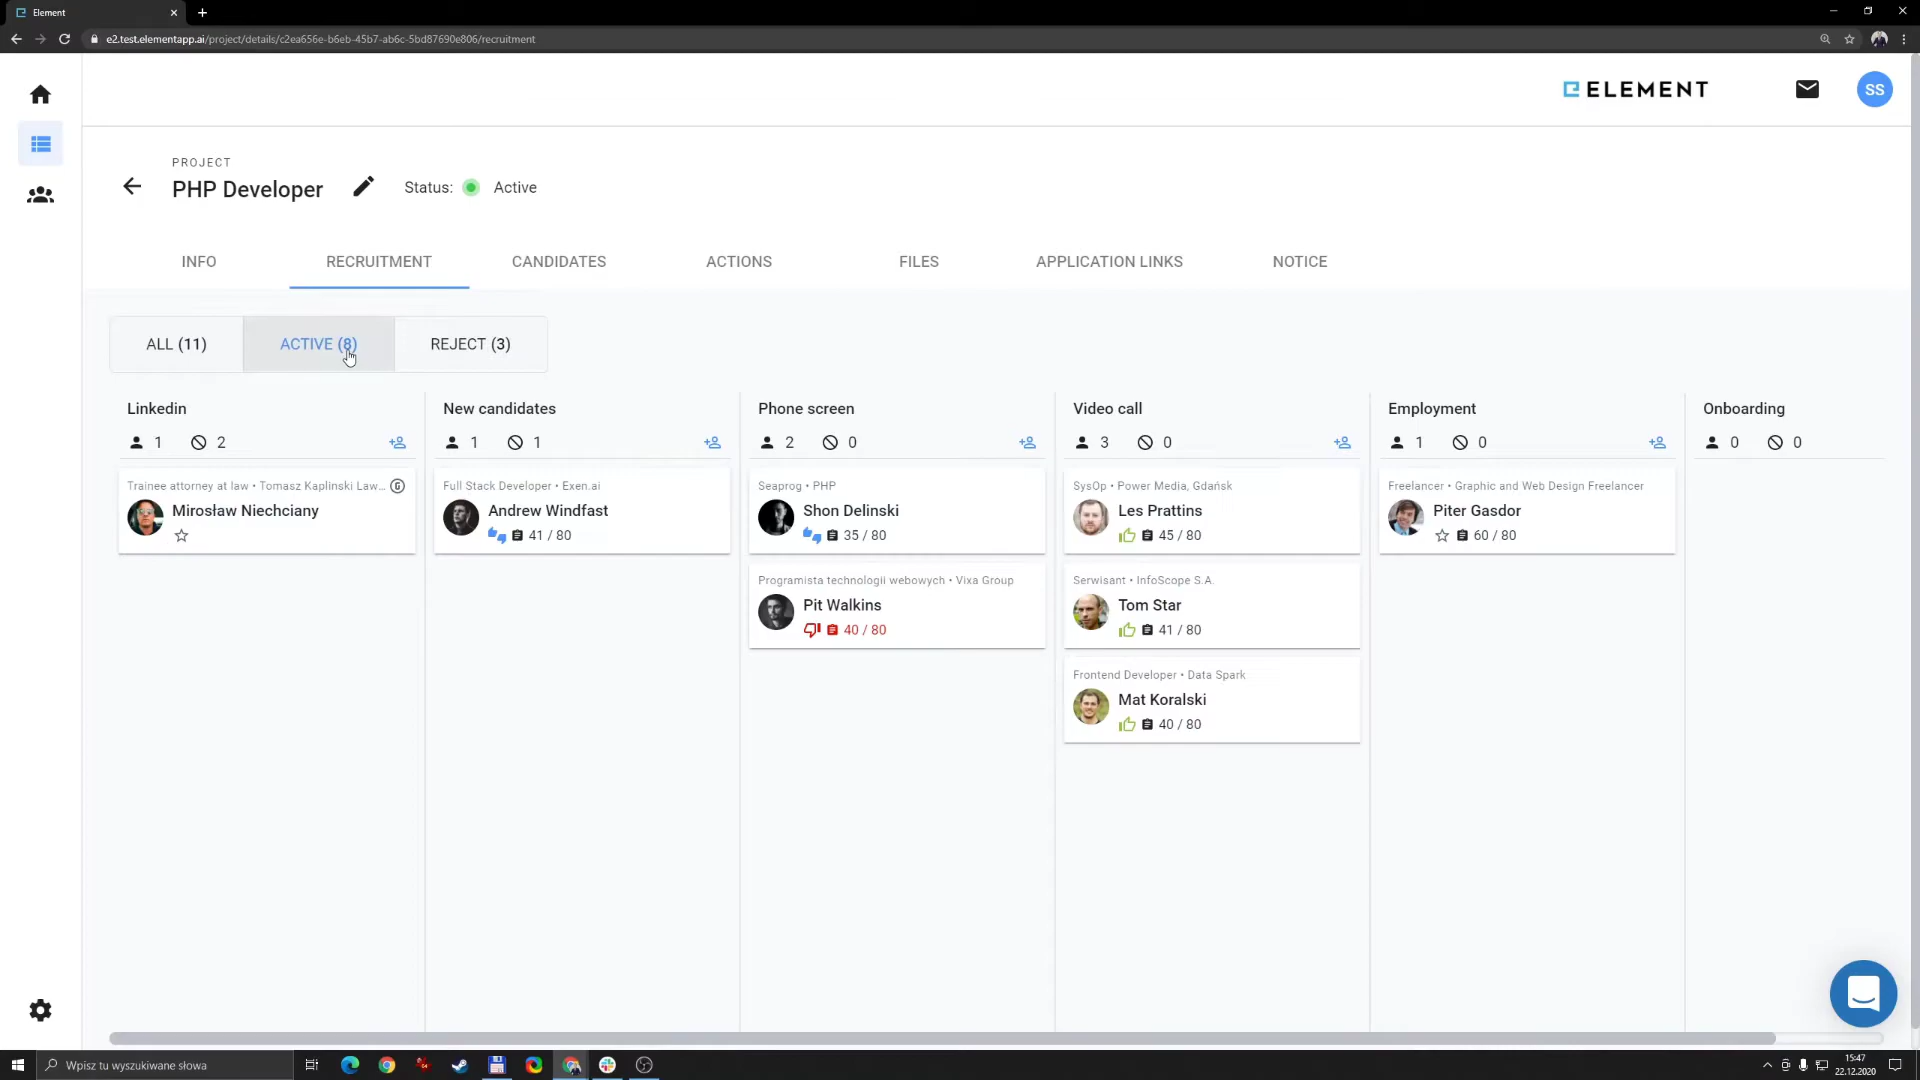 Element
e2.test.elementapp.ai/project/details/c2ea656e-b6eb-45b7-ab6c-5bd87690e806/recruitment
ELEMENT
SS
PROJECT
PHP Developer
Status: Active
INFO
RECRUITMENT
CANDIDATES
ACTIONS
FILES
APPLICATION LINKS
NOTICE
ALL (11)
ACTIVE (8)
REJECT (3)
Linkedin
1 2
Trainee attorney at law • Tomasz Kaplinski Law...
Mirosław Niechciany
New candidates
1 1
Full Stack Developer • Exen.ai
Andrew Windfast
41 / 80
Phone screen
2 0
Seaprog • PHP
Shon Delinski
35 / 80
Programista technologii webowych • Vixa Group
Pit Walkins
40 / 80
Video call
3 0
SysOp • Power Media, Gdańsk
Les Prattins
45 / 80
Serwisant • InfoScope S.A.
Tom Star
41 / 80
Frontend Developer • Data Spark
Mat Koralski
40 / 80
Employment
1 0
Freelancer • Graphic and Web Design Freelancer
Piter Gasdor
60 / 80
Onboarding
0 0
Wpisz tu wyszukiwane słowa
15:47
22.12.2020